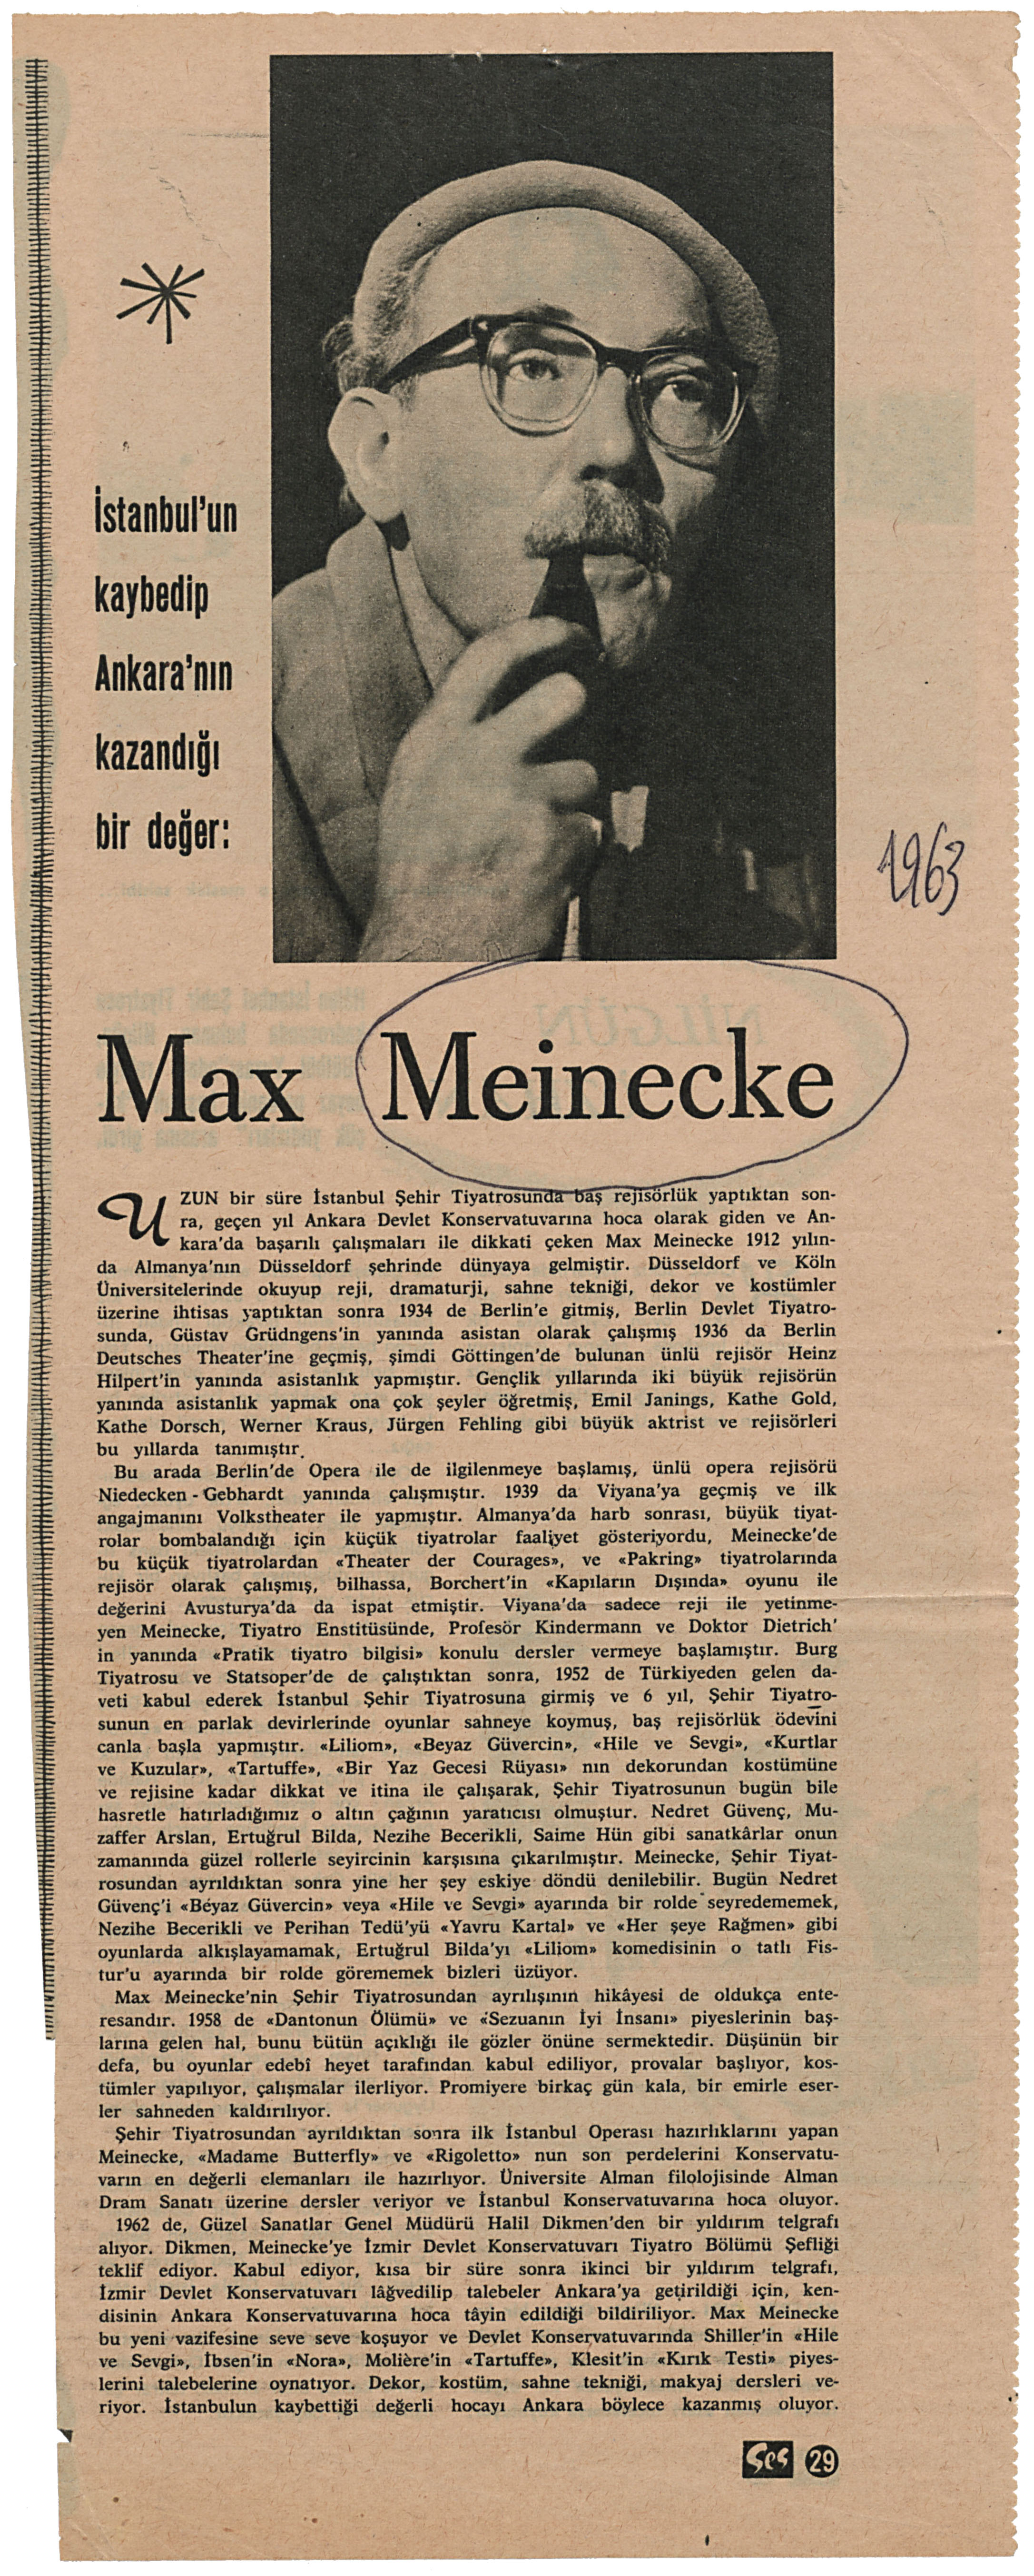 İstanbul'un
kaybedip
Ankara'nın
kazandığı
bir değer:
1963
Max Meinecke
UZUN bir süre İstanbul Şehir Tiyatrosunda baş rejisörlük yaptıktan son-
ra, geçen yıl Ankara Devlet Konservatuvarına hoca olarak giden ve An-
kara'da başarılı çalışmaları ile dikkati çeken Max Meinecke 1912 yılın-
da Almanya'nın Düsseldorf şehrinde dünyaya gelmiştir. Düsseldorf ve Köln
Üniversitelerinde okuyup reji, dramaturji, sahne tekniği, dekor ve kostümler
üzerine ihtisas yaptıktan sonra 1934 de Berlin'e gitmiş, Berlin Devlet Tiyatro-
sunda, Güstav Grüdngens'in yanında asistan olarak çalışmış 1936 da Berlin
Deutsches Theater'ine geçmiş, şimdi Göttingen'de bulunan ünlü rejisör Heinz
Hilpert'in yanında asistanlık yapmıştır. Gençlik yıllarında iki büyük rejisörün
yanında asistanlık yapmak ona çok şeyler öğretmiş, Emil Janings, Kathe Gold,
Kathe Dorsch, Werner Kraus, Jürgen Fehling gibi büyük aktrist ve rejisörleri
bu yıllarda tanımıştır.
Bu arada Berlin'de Opera ile de ilgilenmeye başlamış, ünlü opera rejisörü
Niedecken - Gebhardt yanında çalışmıştır. 1939 da Viyana'ya geçmiş ve ilk
angajmanını Volkstheater ile yapmıştır. Almanya'da harb sonrası, büyük tiyat-
rolar bombalandığı için küçük tiyatrolar faaliyet gösteriyordu, Meinecke'de
bu küçük tiyatrolardan «Theater der Courages», ve «Pakring» tiyatrolarında
rejisör olarak çalışmış, bilhassa, Borchert'in «Kapıların Dışında» oyunu ile
değerini Avusturya'da da ispat etmiştir. Viyana'da sadece reji ile yetinme-
yen Meinecke, Tiyatro Enstitüsünde, Profesör Kindermann ve Doktor Dietrich'
in yanında «Pratik tiyatro bilgisi» konulu dersler vermeye başlamıştır. Burg
Tiyatrosu ve Statsoper'de de çalıştıktan sonra, 1952 de Türkiyeden gelen da-
veti kabul ederek İstanbul Şehir Tiyatrosuna girmiş ve 6 yıl, Şehir Tiyatro-
sunun en parlak devirlerinde oyunlar sahneye koymuş, baş rejisörlük ödevini
canla başla yapmıştır. «Liliom», «Beyaz Güvercin», «Hile ve Sevgi», «Kurtlar
ve Kuzular», «Tartuffe», «Bir Yaz Gecesi Rüyası» nın dekorundan kostümüne
ve rejisine kadar dikkat ve itina ile çalışarak, Şehir Tiyatrosunun bugün bile
hasretle hatırladığımız o altın çağının yaratıcısı olmuştur. Nedret Güvenç, Mu-
zaffer Arslan, Ertuğrul Bilda, Nezihe Becerikli, Saime Hün gibi sanatkârlar onun
zamanında güzel rollerle seyircinin karşısına çıkarılmıştır. Meinecke, Şehir Tiyat-
rosundan ayrıldıktan sonra yine her şey eskiye döndü denilebilir. Bugün Nedret
Güvenç'i «Beyaz Güvercin» veya «Hile ve Sevgi» ayarında bir rolde seyredememek,
Nezihe Becerikli ve Perihan Tedü'yü «Yavru Kartal» ve «Her şeye Rağmen» gibi
oyunlarda alkışlayamamak, Ertuğrul Bilda'yı «Liliom» komedisinin o tatlı Fis-
tur'u ayarında bir rolde görememek bizleri üzüyor.
Max Meinecke'nin Şehir Tiyatrosundan ayrılışının hikâyesi de oldukça ente-
resandır. 1958 de «Dantonun Ölümü» ve «Sezuanın İyi İnsanı» piyeslerinin baş-
larına gelen hal, bunu bütün açıklığı ile gözler önüne sermektedir. Düşünün bir
defa, bu oyunlar edebî heyet tarafından kabul ediliyor, provalar başlıyor, kos-
tümler yapılıyor, çalışmalar ilerliyor. Promiyere birkaç gün kala, bir emirle eser-
ler sahneden kaldırılıyor.
Şehir Tiyatrosundan ayrıldıktan sonra ilk İstanbul Operası hazırlıklarını yapan
Meinecke, «Madame Butterfly» ve «Rigoletto» nun son perdelerini Konservatu-
varın en değerli elemanları ile hazırlıyor. Üniversite Alman filolojisinde Alman
Dram Sanatı üzerine dersler veriyor ve İstanbul Konservatuvarına hoca oluyor.
1962 de, Güzel Sanatlar Genel Müdürü Halil Dikmen'den bir yıldırım telgrafı
alıyor. Dikmen, Meinecke'ye İzmir Devlet Konservatuvarı Tiyatro Bölümü Şefliği
teklif ediyor. Kabul ediyor, kısa bir süre sonra ikinci bir yıldırım telgrafı,
İzmir Devlet Konservatuvarı lâğvedilip talebeler Ankara'ya getirildiği için, ken-
disinin Ankara Konservatuvarına hoca tâyin edildiği bildiriliyor. Max Meinecke
bu yeni vazifesine seve seve koşuyor ve Devlet Konservatuvarında Shiller'in «Hile
ve Sevgi», İbsen'in «Nora», Molière'in «Tartuffe», Klesit'in «Kırık Testi» piyes-
lerini talebelerine oynatıyor. Dekor, kostüm, sahne tekniği, makyaj dersleri ve-
riyor. İstanbulun kaybettiği değerli hocayı Ankara böylece kazanmış oluyor.
Ses 29